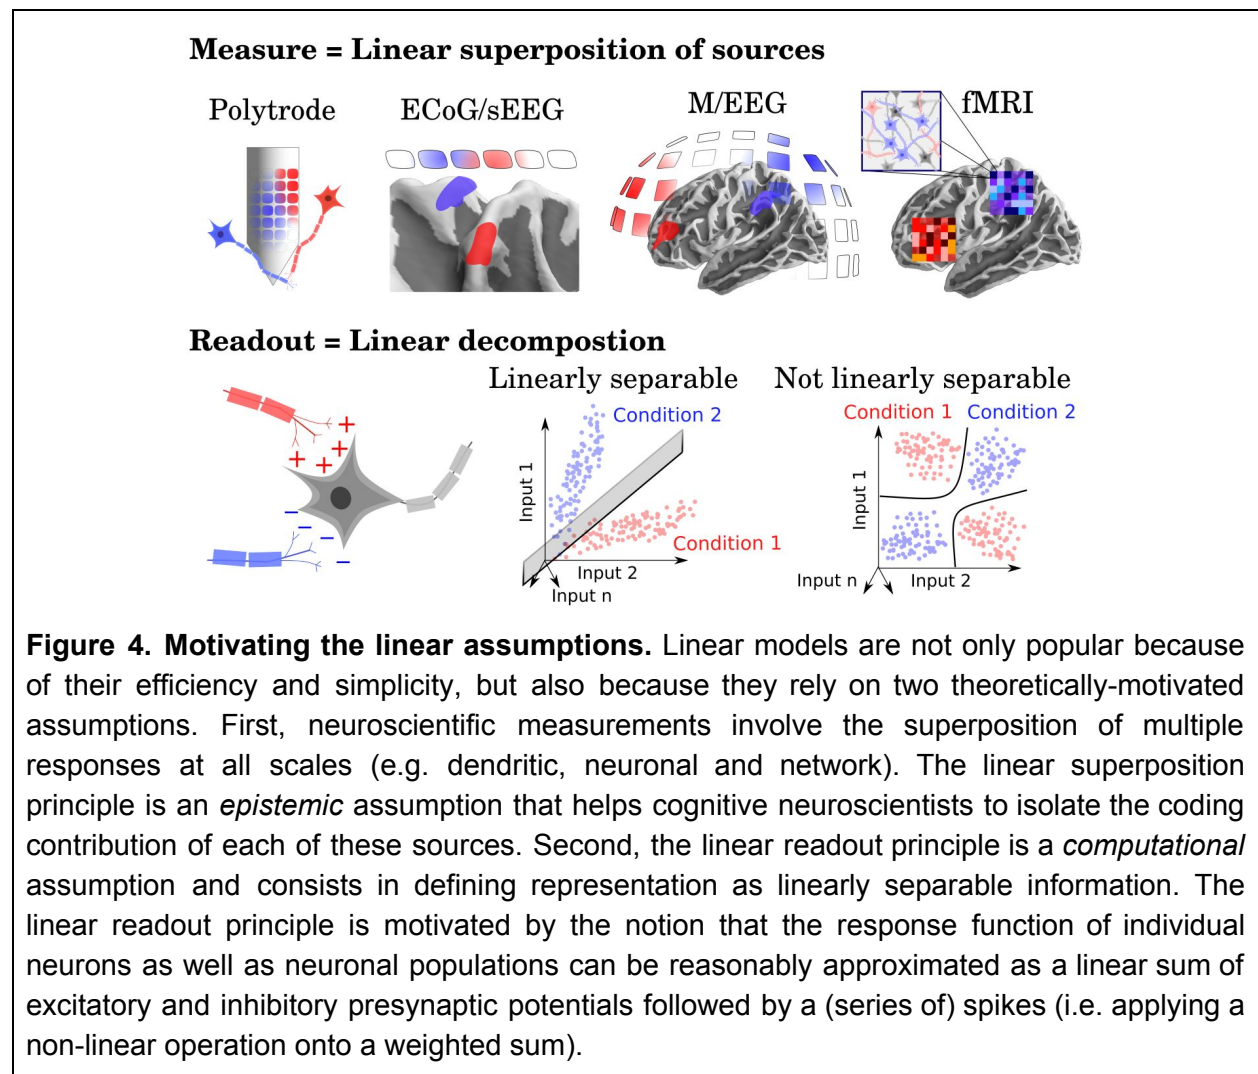 Measure = Linear superposition of sources
Polytrode
ECoG/sEEG
M/EEG
fMRI
Readout = Linear decompostion
Linearly separable
Not linearly separable
Condition 2
Input 1
Condition 1
Input 2
Input n
Condition 1
Condition 2
Input 1
Input n
Input 2
+
+
+
+
+
−
−
−
−
Figure 4. Motivating the linear assumptions. Linear models are not only popular because
of their efficiency and simplicity, but also because they rely on two theoretically-motivated
assumptions. First, neuroscientific measurements involve the superposition of multiple
responses at all scales (e.g. dendritic, neuronal and network). The linear superposition
principle is an epistemic assumption that helps cognitive neuroscientists to isolate the coding
contribution of each of these sources. Second, the linear readout principle is a computational
assumption and consists in defining representation as linearly separable information. The
linear readout principle is motivated by the notion that the response function of individual
neurons as well as neuronal populations can be reasonably approximated as a linear sum of
excitatory and inhibitory presynaptic potentials followed by a (series of) spikes (i.e. applying a
non-linear operation onto a weighted sum).